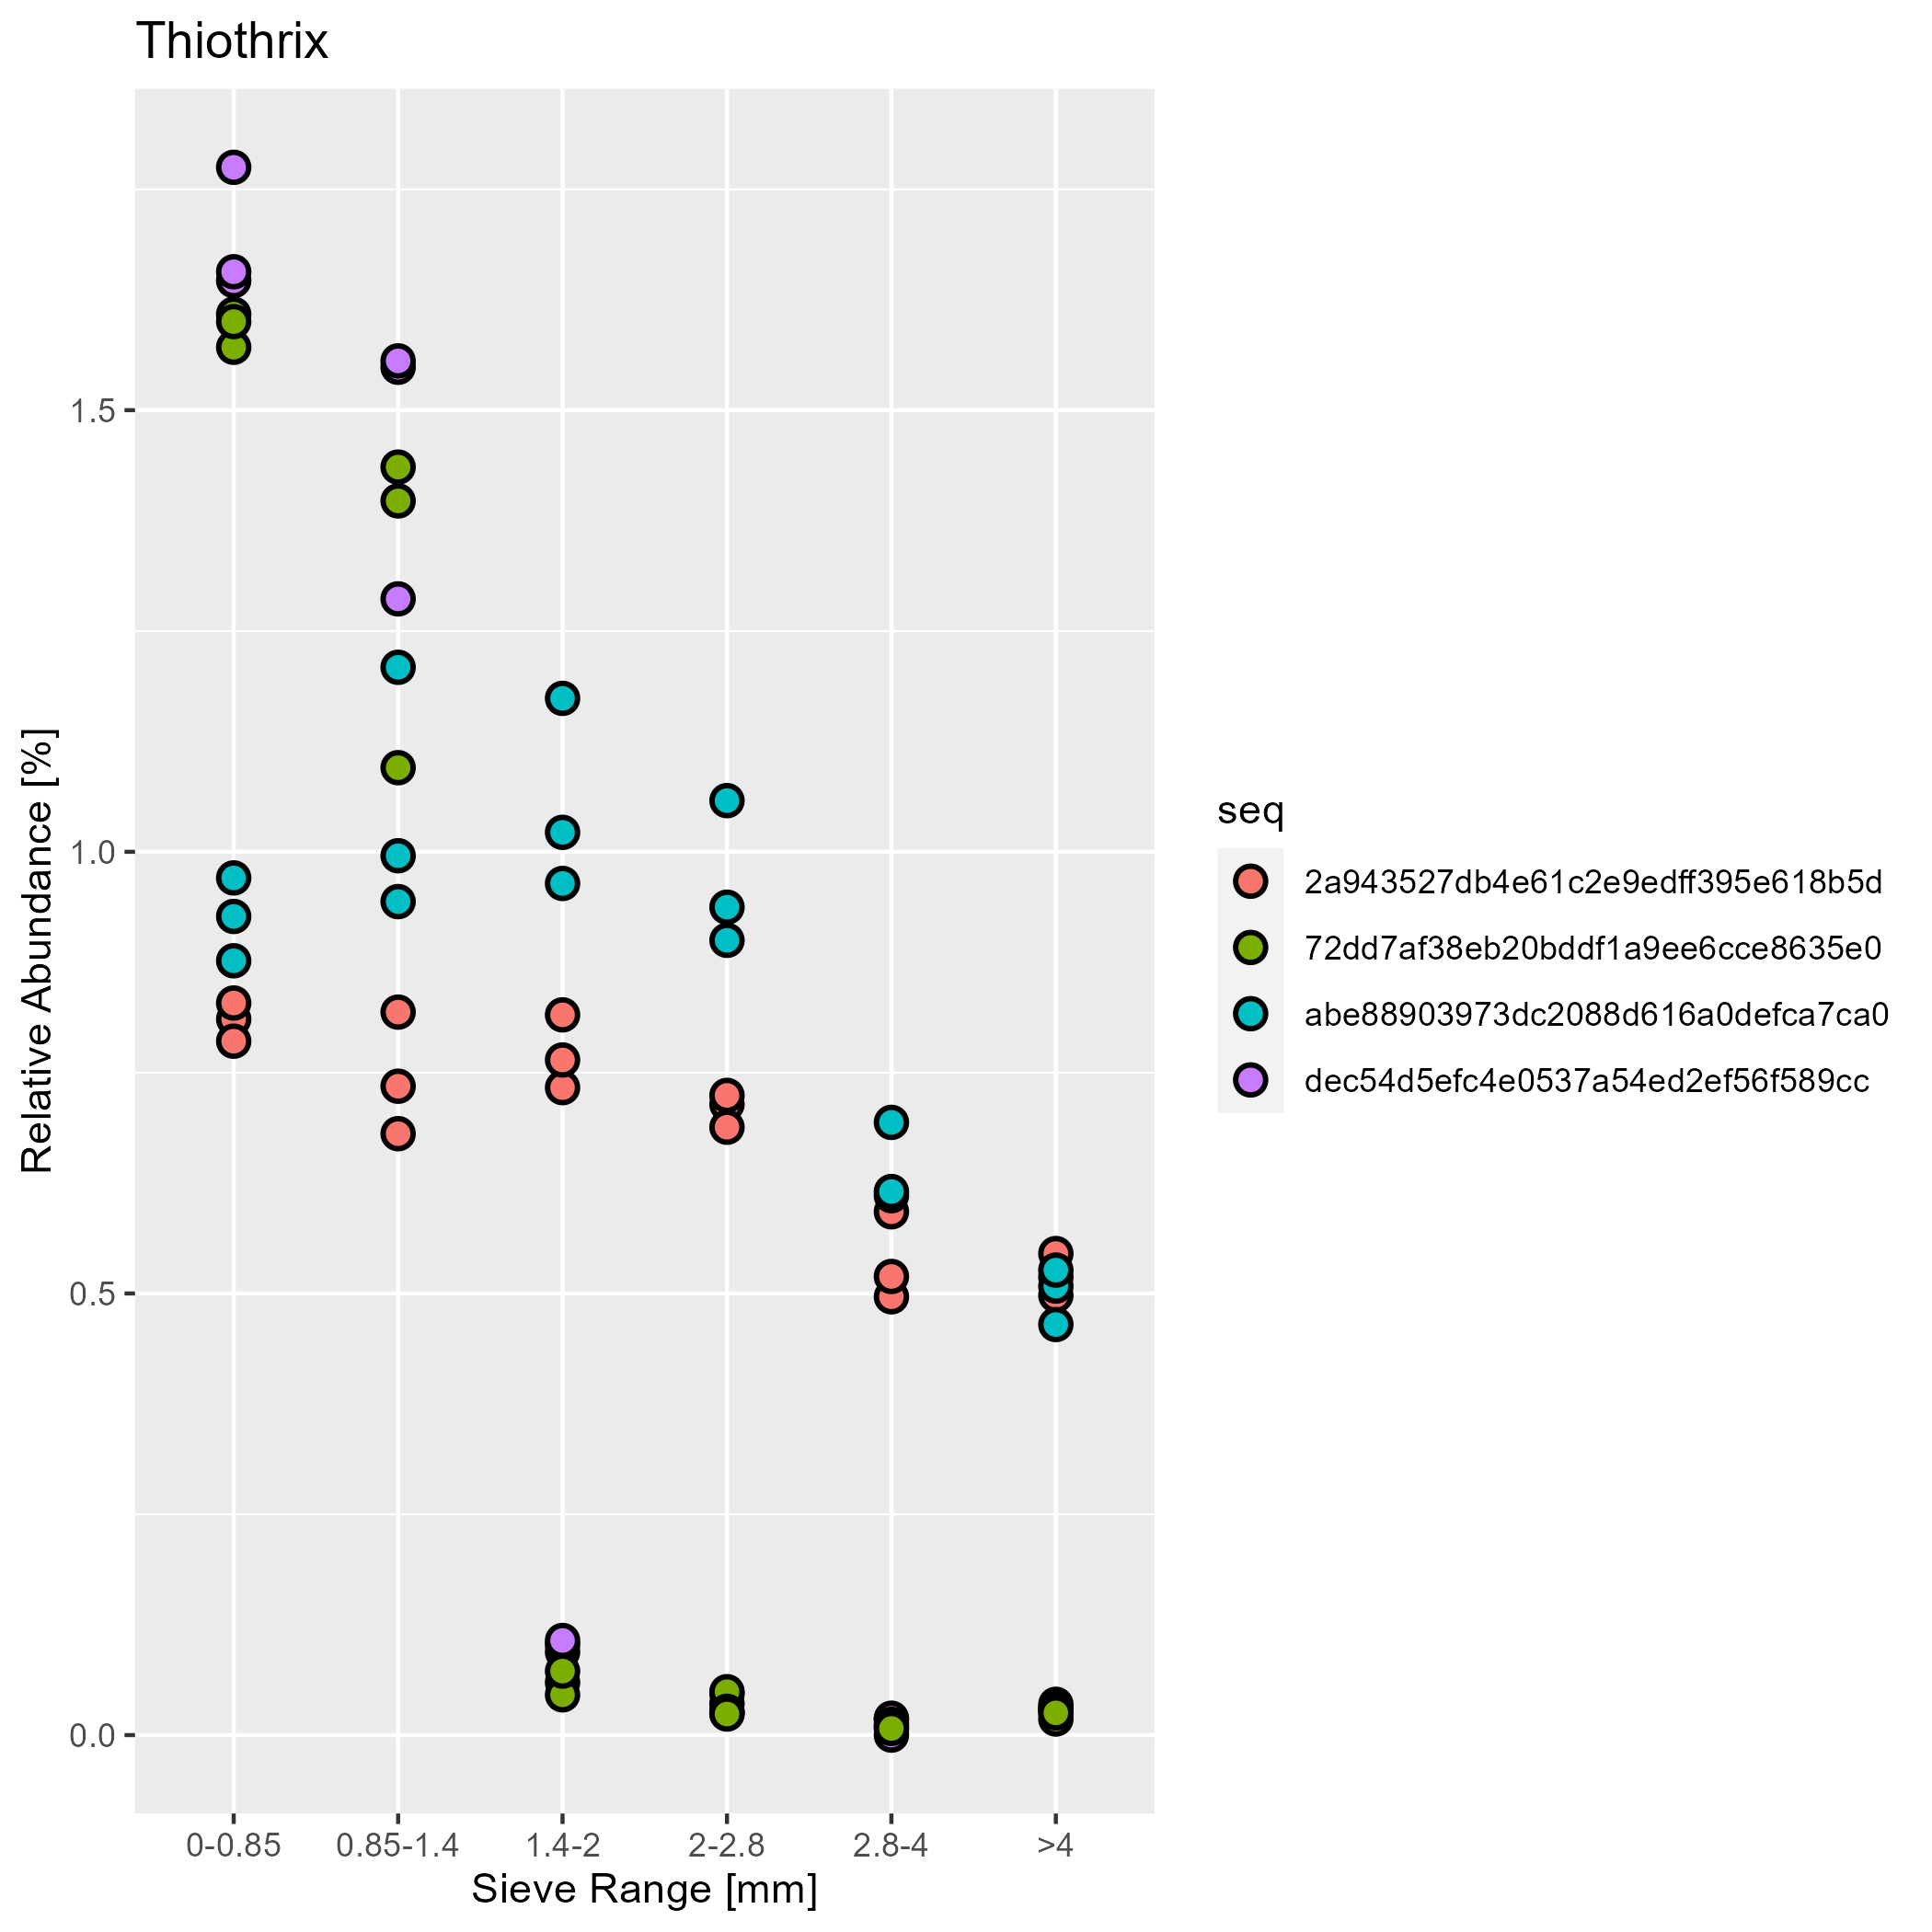 Thiothrix
Relative Abundance [%]
1.5
1.0
0.5
0.0
0-0.85
0.85-1.4
1.4-2
2-2.8
2.8-4
>4
Sieve Range [mm]
seq
2a943527db4e61c2e9edff395e618b5d
72dd7af38eb20bddf1a9ee6cce8635e0
abe88903973dc2088d616a0defca7ca0
dec54d5efc4e0537a54ed2ef56f589cc